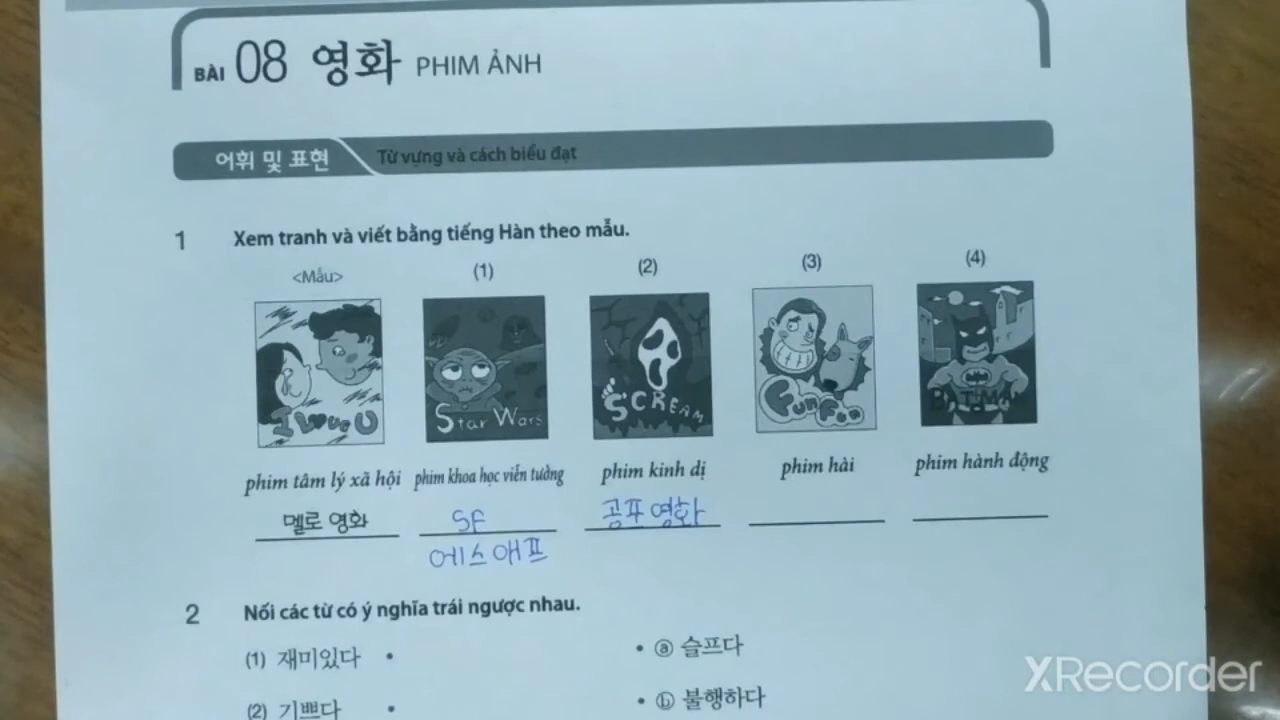 BÀI 08 영화 PHIM ẢNH
어휘 및 표현 Từ vựng và cách biểu đạt
1 Xem tranh và viết bằng tiếng Hàn theo mẫu.
<Mẫu> (1) (2) (3) (4)
I Love U Star Wars SCREAM Fun Fun BATMAN
phim tâm lý xã hội phim khoa học viễn tưởng phim kinh dị phim hài phim hành động
멜로 영화 SF 공포 영화
에스애프
2 Nối các từ có ý nghĩa trái ngược nhau.
(1) 재미있다 • • ⓐ 슬프다
(2) 기쁘다 • • ⓑ 불행하다
XRecorder